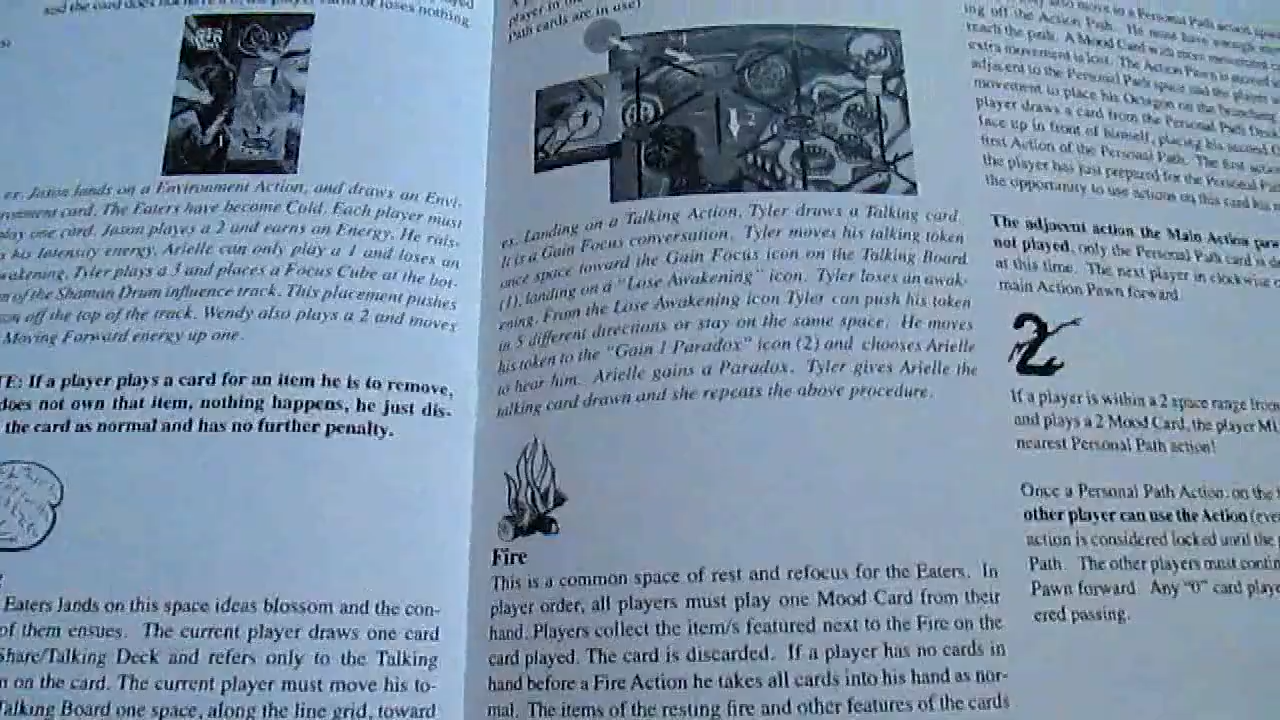 and the card does not
loses nothing
er. Jason lands on a Environment Action, and draws an Envi-
ronment card. The Eaters have become Cold. Each player must
play one card. Jason playes a 2 and earns an Energy. He rais-
s his Intensity energy. Arielle can only play a 1 and loses an
wakening. Tyler plays a 3 and places a Focus Cube at the bot-
m of the Shaman Drum influence track. This placement pushes
son off the top of the track. Wendy also plays a 2 and moves
Moving Forward energy up one.
TE: If a player plays a card for an item he is to remove,
does not own that item, nothing happens, he just dis-
the card as normal and has no further penalty.
Eaters lands on this space ideas blossom and the con-
of them ensues. The current player draws one card
Share/Talking Deck and refers only to the Talking
n on the card. The current player must move his to-
Talking Board one space, along the line grid, toward
player in the
Path cards are in use)
1
2
es. Landing on a Talking Action, Tyler draws a Talking card.
It is a Gain Focus conversation. Tyler moves his talking token
once space toward the Gain Focus icon on the Talking Board
(1), landing on a "Lose Awakening" icon. Tyler loses an awak-
ening. From the Lose Awakening icon Tyler can push his token
in 5 different directions or stay on the same space. He moves
his token to the "Gain 1 Paradox" icon (2) and chooses Arielle
to hear him. Arielle gains a Paradox. Tyler gives Arielle the
talking card drawn and she repeats the above procedure.
Fire
This is a common space of rest and refocus for the Eaters. In
player order, all players must play one Mood Card from their
hand. Players collect the item/s featured next to the Fire on the
card played. The card is discarded. If a player has no cards in
hand before a Fire Action he takes all cards into his hand as nor-
mal. The items of the resting fire and other features of the cards
also move to a Personal Path action
ing off the Action Path. He must have enough
reach the path. A Mood Card with more movement
extra movement is lost. The Action Pawn is moved
adjacent to the Personal Path space and the player
movement to place his Octagon on the branching
player draws a card from the Personal Path Deck
face up in front of himself, placing his second
first Action of the Personal Path. The first action
the player has just prepared for the Personal Path
the opportunity to use actions on this card his
The adjacent action the Main Action
not played, only the Personal Path card is
at this time. The next player in clockwise
main Action Pawn forward.
2
If a player is within a 2 space range from
and plays a 2 Mood Card, the player
nearest Personal Path action!
Once a Personal Path Action, on the
other player can use the Action
action is considered locked until the
Path. The other players must
Pawn forward. Any "0" card
ered passing.